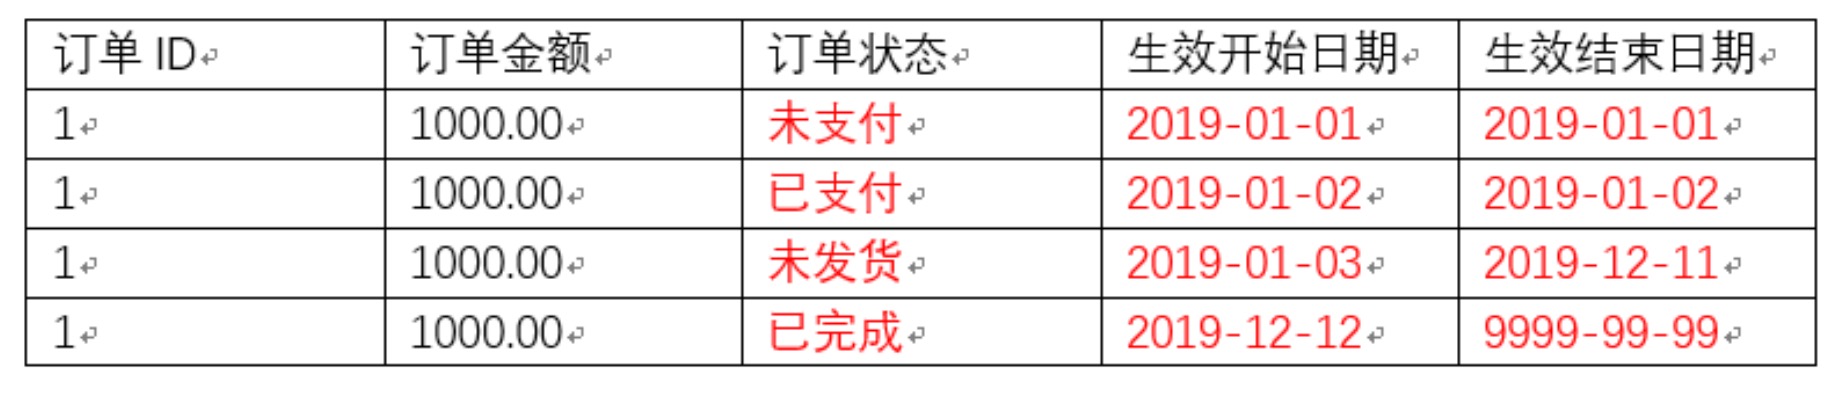 订单 ID 订单金额 订单状态 生效开始日期 生效结束日期
1 1000.00 未支付 2019-01-01 2019-01-01
1 1000.00 已支付 2019-01-02 2019-01-02
1 1000.00 未发货 2019-01-03 2019-12-11
1 1000.00 已完成 2019-12-12 9999-99-99